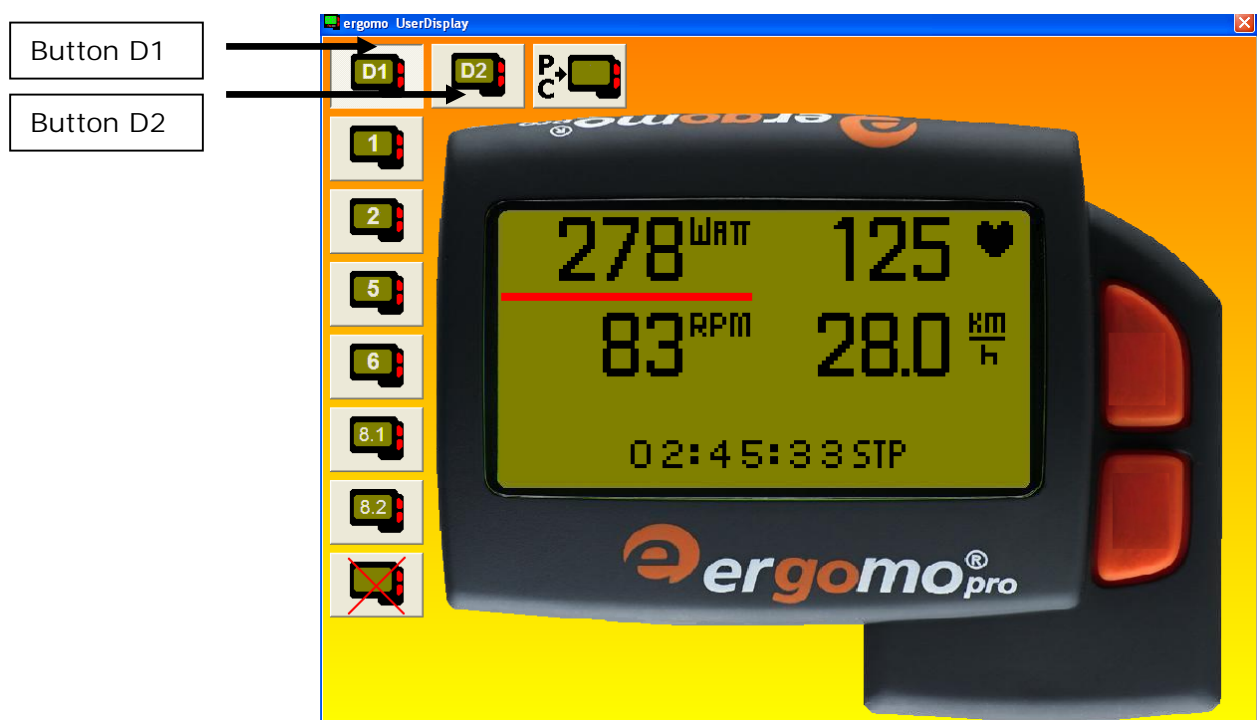 ergomo UserDisplay
Button D1
Button D2
D1
D2
PC
1
2
5
6
8.1
8.2
ergomo®
278 WATT 125
83 RPM 28.0 km/h
02:45:33 STP
ergomo® pro